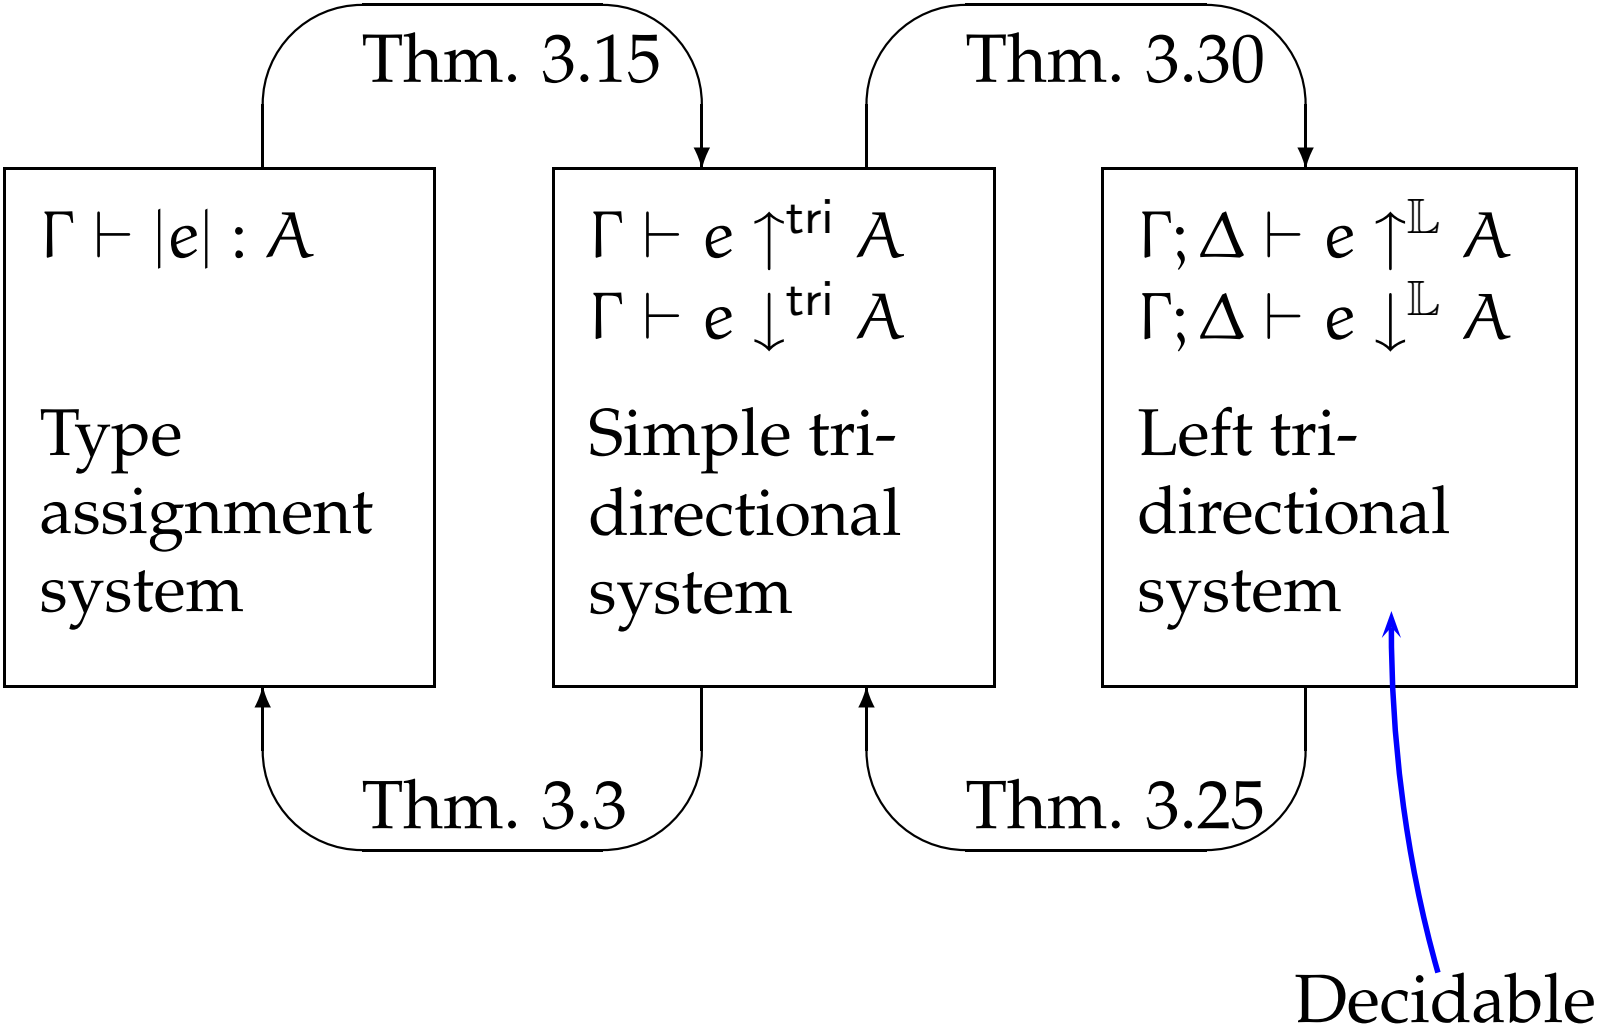 Thm. 3.15
Thm. 3.30
Γ ⊢ |e| : A
Γ ⊢ e ↑tri A
Γ ⊢ e ↓tri A
Γ; Δ ⊢ e ↑𝕃 A
Γ; Δ ⊢ e ↓𝕃 A
Type
assignment
system
Simple tri-
directional
system
Left tri-
directional
system
Thm. 3.3
Thm. 3.25
Decidable